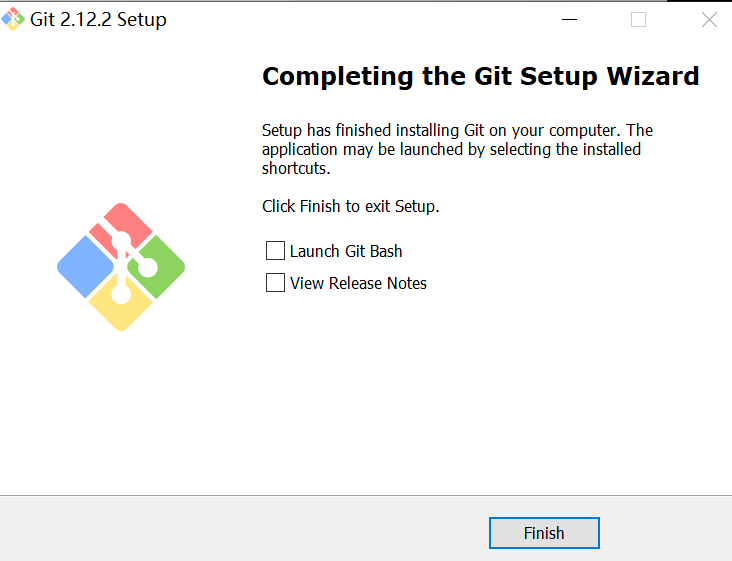 Git 2.12.2 Setup
Completing the Git Setup Wizard
Setup has finished installing Git on your computer. The
application may be launched by selecting the installed
shortcuts.
Click Finish to exit Setup.
Launch Git Bash
View Release Notes
Finish